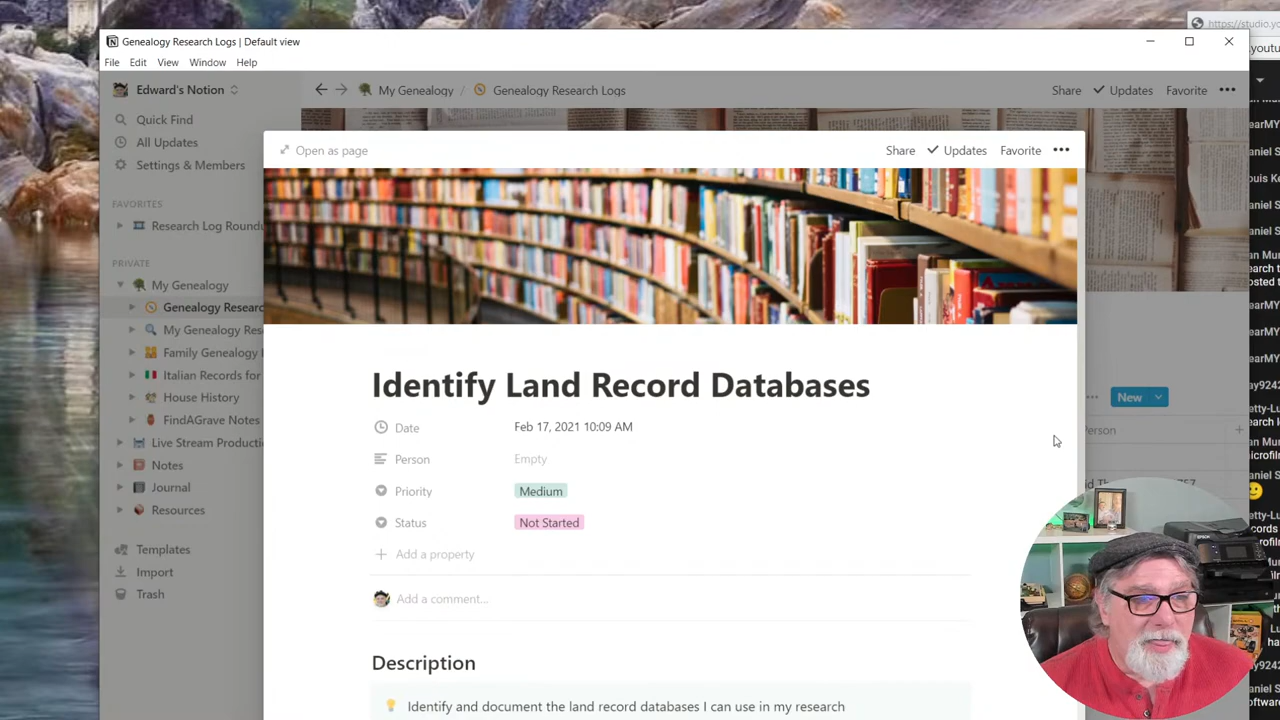 https://studio.yo
Genealogy Research Logs | Default view
.youtu
File Edit View Window Help
Edward's Notion
My Genealogy / Genealogy Research Logs
Share Updates Favorite
Quick Find
All Updates
Settings & Members
FAVORITES
Research Log Roundu
PRIVATE
My Genealogy
Genealogy Researc
My Genealogy Res
Family Genealogy
Italian Records for
House History
FindAGrave Notes
Live Stream Producti
Notes
Journal
Resources
Templates
Import
Trash
Open as page
Share Updates Favorite
Identify Land Record Databases
Date Feb 17, 2021 10:09 AM
Person Empty
Priority Medium
Status Not Started
Add a property
Add a comment...
Description
Identify and document the land record databases I can use in my research
New
Person
EPSON